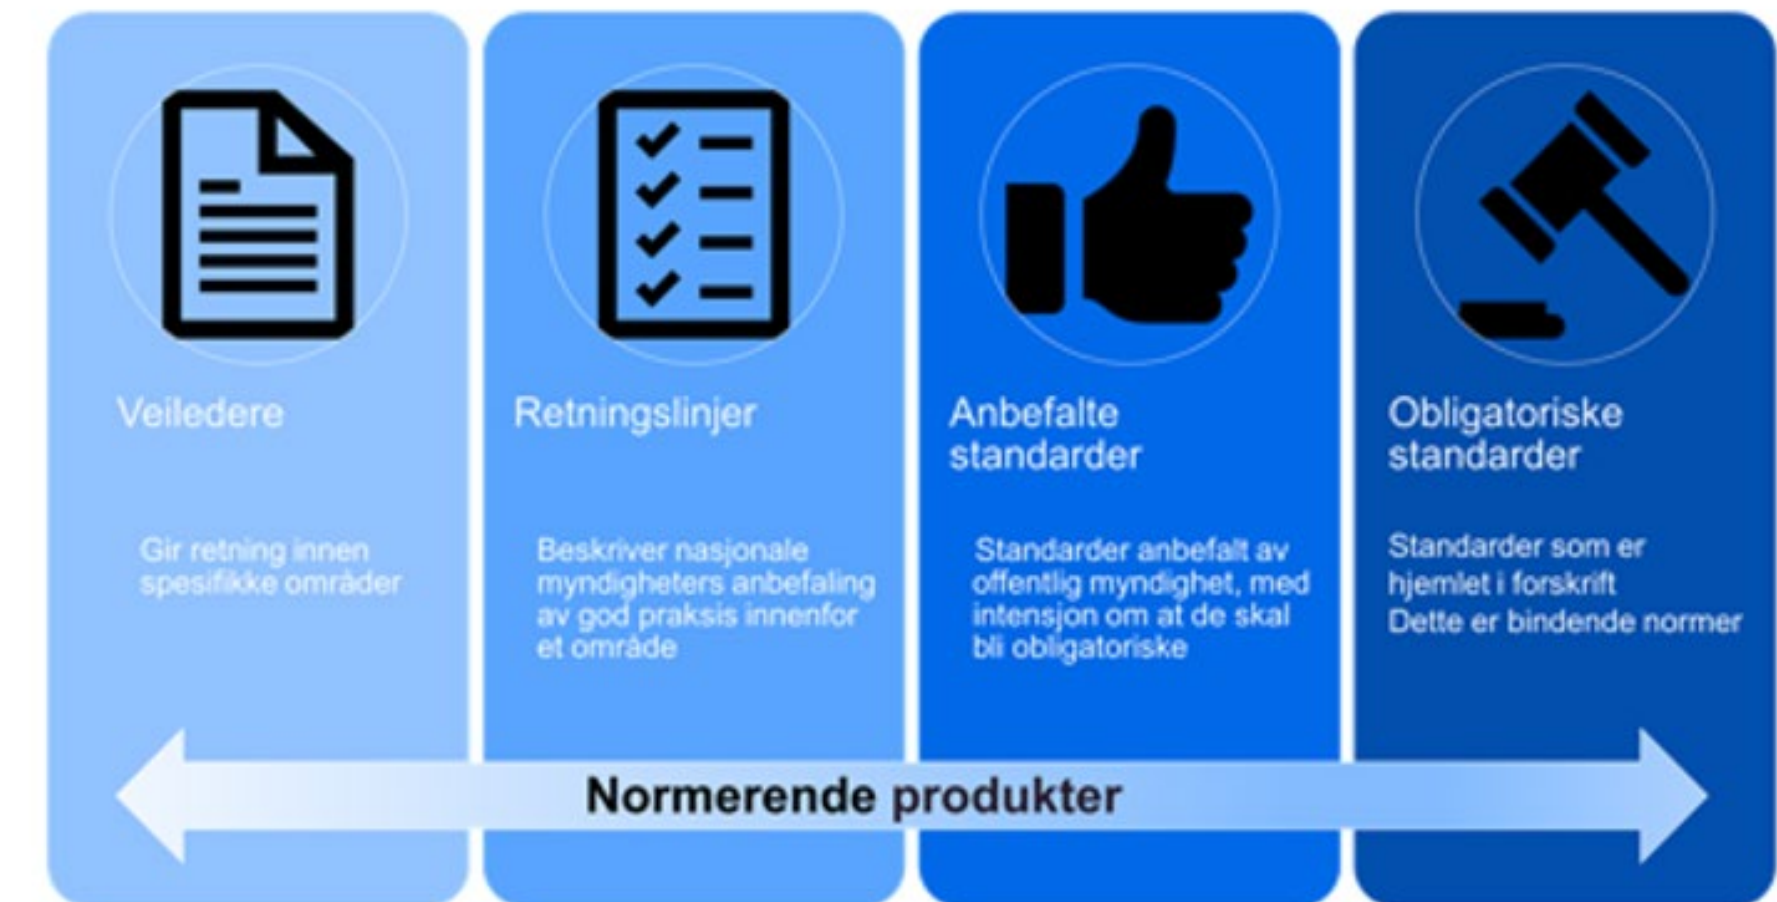 Veiledere
Gir retning innen
spesifikke områder
Retningslinjer
Beskriver nasjonale
myndigheters anbefaling
av god praksis innenfor
et område
Anbefalte
standarder
Standarder anbefalt av
offentlig myndighet, med
intensjon om at de skal
bli obligatoriske
Obligatoriske
standarder
Standarder som er
hjemlet i forskrift
Dette er bindende normer
Normerende produkter